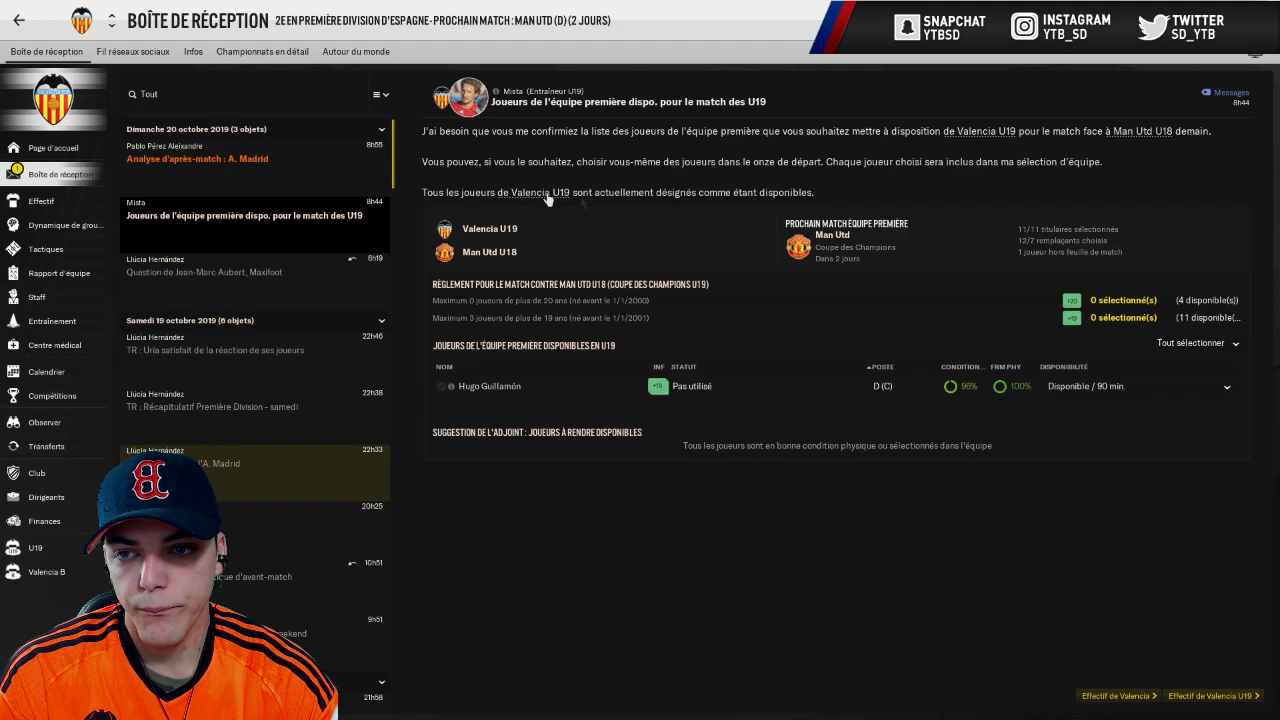 BOÎTE DE RÉCEPTION
2E EN PREMIÈRE DIVISION D'ESPAGNE - PROCHAIN MATCH : MAN UTD (D) (2 JOURS)
SNAPCHAT
YTBSD
INSTAGRAM
YTB_SD
TWITTER
SD_YTB
Boîte de réception
Fil réseaux sociaux
Infos
Championnats en détail
Autour du monde
Page d'accueil
1
Boîte de réception
Effectif
Dynamique de grou...
Tactiques
Rapport d'équipe
Staff
Entraînement
Centre médical
Calendrier
Compétitions
Observer
Transferts
Club
Dirigeants
Finances
U19
Valencia B
Tout
Dimanche 20 octobre 2019 (3 objets)
Pablo Pérez Aleixandre 8h55
Analyse d'après-match : A. Madrid
Mista 8h44
Joueurs de l'équipe première dispo. pour le match des U19
Llúcia Hernández 6h19
Question de Jean-Marc Aubert, Maxifoot
Samedi 19 octobre 2019 (6 objets)
Llúcia Hernández 22h46
TR : Uría satisfait de la réaction de ses joueurs
Llúcia Hernández 22h38
TR : Récapitulatif Première Division - samedi
Llúcia Hernández 22h33
l'A. Madrid
20h25
10h51
que d'avant-match
9h51
eekend
21h58
Mista (Entraîneur U19)
Joueurs de l'équipe première dispo. pour le match des U19
Messages
8h44
J'ai besoin que vous me confirmiez la liste des joueurs de l'équipe première que vous souhaitez mettre à disposition de Valencia U19 pour le match face à Man Utd U18 demain.
Vous pouvez, si vous le souhaitez, choisir vous-même des joueurs dans le onze de départ. Chaque joueur choisi sera inclus dans ma sélection d'équipe.
Tous les joueurs de Valencia U19 sont actuellement désignés comme étant disponibles.
Valencia U19
Man Utd U18
PROCHAIN MATCH ÉQUIPE PREMIÈRE
Man Utd
Coupe des Champions
Dans 2 jours
11/11 titulaires sélectionnés
12/7 remplaçants choisis
1 joueur hors feuille de match
RÈGLEMENT POUR LE MATCH CONTRE MAN UTD U18 (COUPE DES CHAMPIONS U19)
Maximum 0 joueurs de plus de 20 ans (né avant le 1/1/2000) +20 0 sélectionné(s) (4 disponible(s))
Maximum 3 joueurs de plus de 19 ans (né avant le 1/1/2001) +19 0 sélectionné(s) (11 disponible(...
JOUEURS DE L'ÉQUIPE PREMIÈRE DISPONIBLES EN U19
Tout sélectionner
NOM INF STATUT POSTE CONDITION... FRM PHY DISPONIBILITÉ
Hugo Guillamón +19 Pas utilisé D (C) 96% 100% Disponible / 90 min.
SUGGESTION DE L'ADJOINT : JOUEURS À RENDRE DISPONIBLES
Tous les joueurs sont en bonne condition physique ou sélectionnés dans l'équipe
Effectif de Valencia
Effectif de Valencia U19